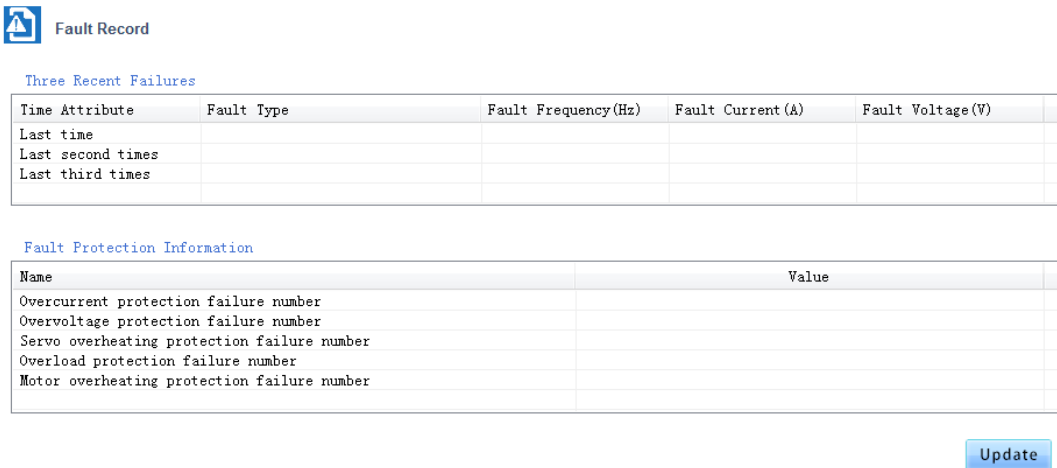 Fault Record
Three Recent Failures
Time Attribute Fault Type Fault Frequency(Hz) Fault Current(A) Fault Voltage(V)
Last time
Last second times
Last third times
Fault Protection Information
Name Value
Overcurrent protection failure number
Overvoltage protection failure number
Servo overheating protection failure number
Overload protection failure number
Motor overheating protection failure number
Update